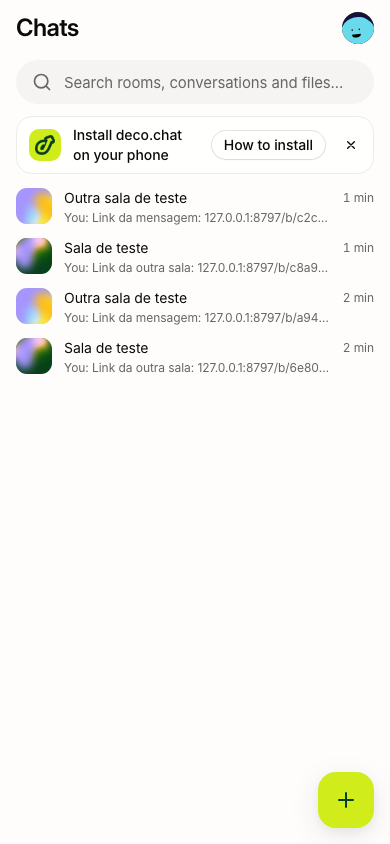 Chats
Search rooms, conversations and files...
Install deco.chat
on your phone
How to install
Outra sala de teste
1 min
You: Link da mensagem: 127.0.0.1:8797/b/c2c...
Sala de teste
1 min
You: Link da outra sala: 127.0.0.1:8797/b/c8a9...
Outra sala de teste
2 min
You: Link da mensagem: 127.0.0.1:8797/b/a94...
Sala de teste
2 min
You: Link da outra sala: 127.0.0.1:8797/b/6e80...